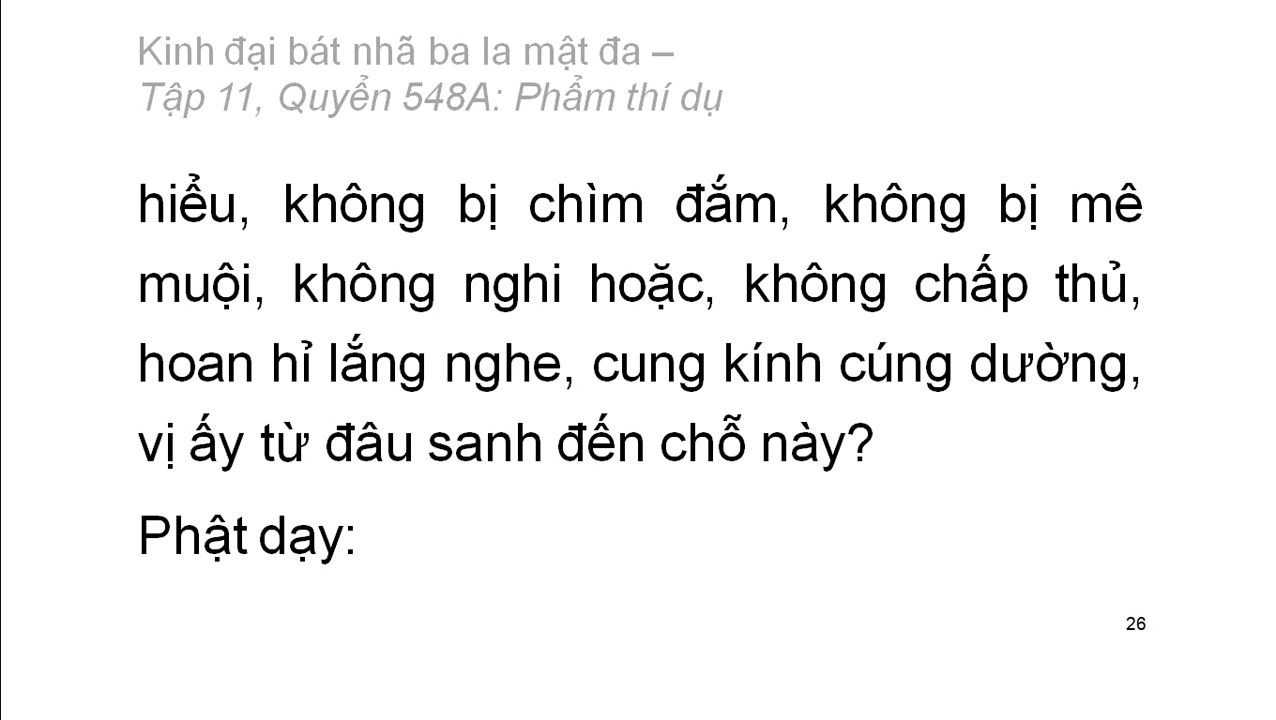 Kinh đại bát nhã ba la mật đa –
Tập 11, Quyển 548A: Phẩm thí dụ
hiểu, không bị chìm đắm, không bị mê
muội, không nghi hoặc, không chấp thủ,
hoan hỉ lắng nghe, cung kính cúng dường,
vị ấy từ đâu sanh đến chỗ này?
Phật dạy:
26